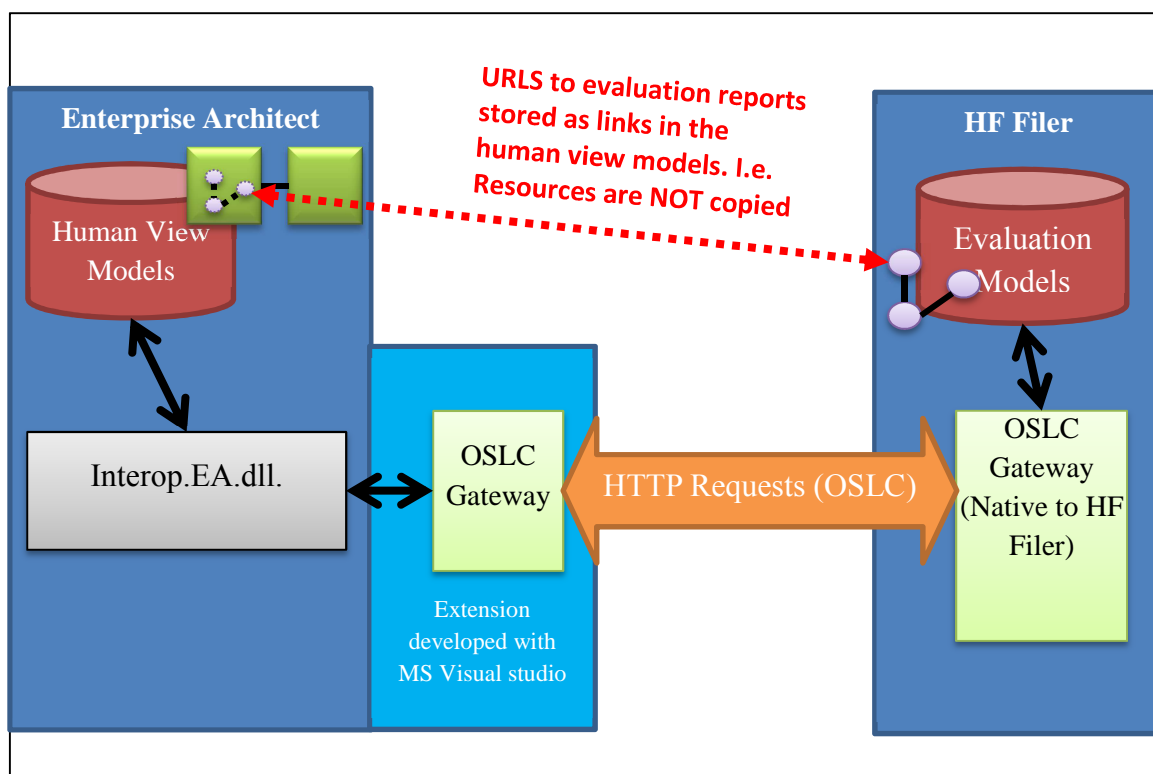 URLS to evaluation reports
stored as links in the
human view models. I.e.
Resources are NOT copied
Enterprise Architect
HF Filer
Human View
Models
Evaluation
Models
Interop.EA.dll.
OSLC
Gateway
HTTP Requests (OSLC)
OSLC
Gateway
(Native to HF
Filer)
Extension
developed with
MS Visual studio